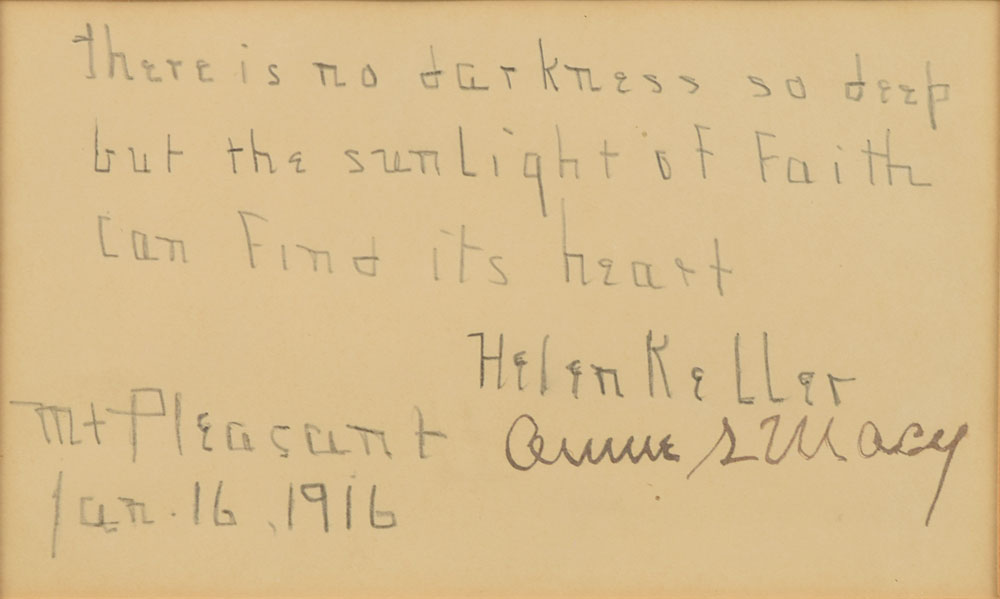 There is no darkness so deep
but the sunlight of Faith
can find its heart
Helen Keller
Mt Pleasant
Annie S Macy
Jan. 16, 1916